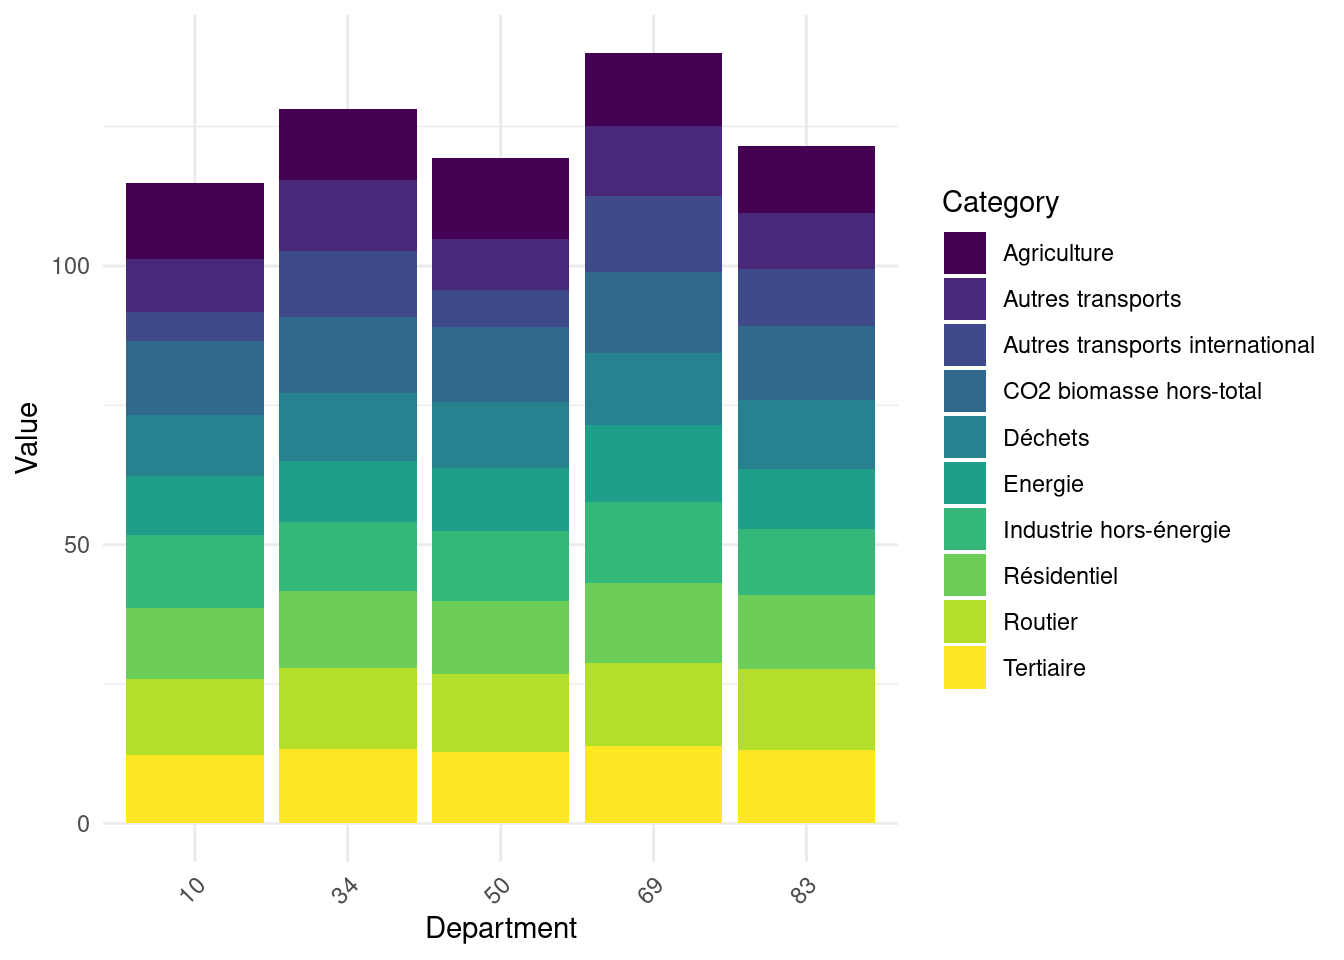 Value
100
50
0
10
34
50
69
83
Department
Category
Agriculture
Autres transports
Autres transports international
CO2 biomasse hors-total
Déchets
Energie
Industrie hors-énergie
Résidentiel
Routier
Tertiaire